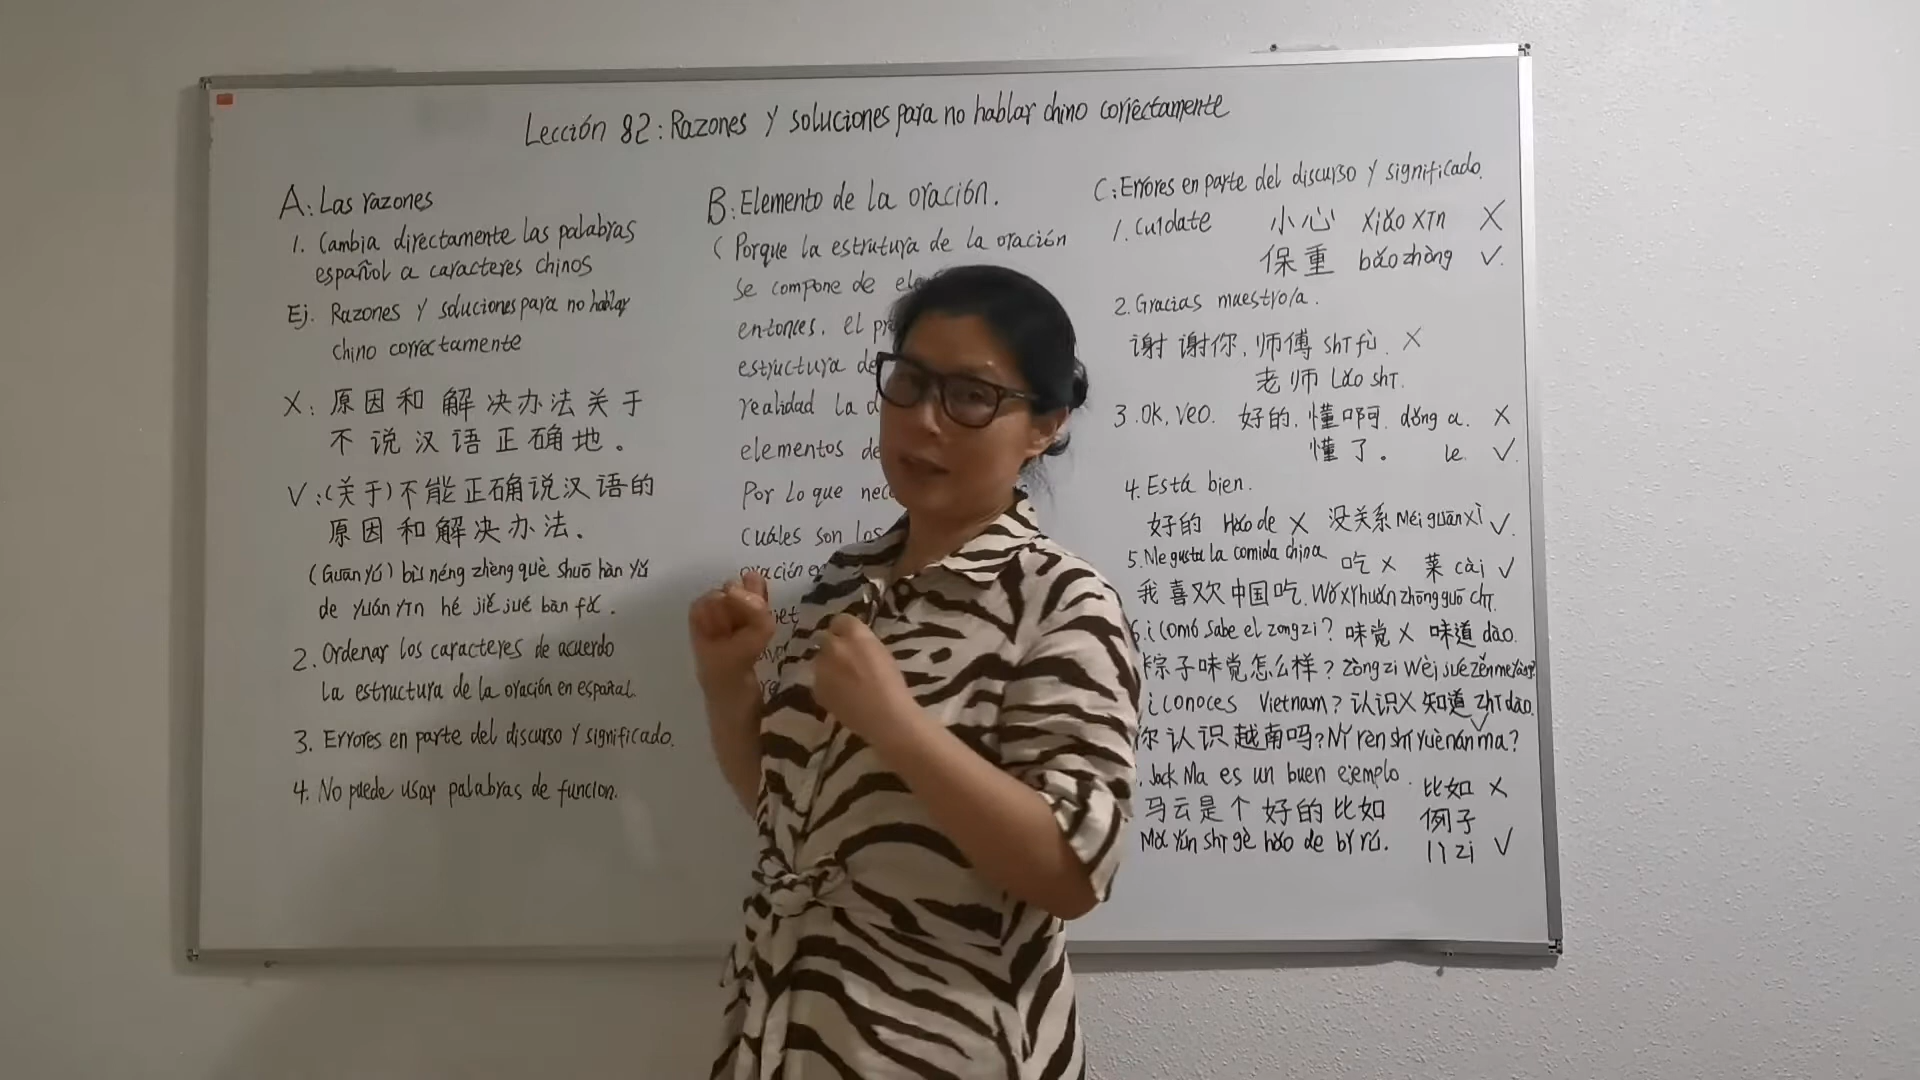 Lección 82: Razones y soluciones para no hablar chino correctamente
A: Las razones
1. Cambia directamente las palabras
español a caracteres chinos
Ej. Razones y soluciones para no hablar
chino correctamente
X: 原因和解决办法关于
不说汉语正确地。
V: (关于)不能正确说汉语的
原因和解决办法.
(Guān yú) bù néng zhèng què shuō hàn yǔ
de yuán yīn hé jiě jué bàn fǎ.
2. Ordenar los caracteres de acuerdo
la estructura de la oración en español.
3. Errores en parte del discurso y significado.
4. No puede usar palabras de funcion.
B: Elemento de la oración.
(Porque la estrutura de la oración
se compone de
entonces, el
estructura
realidad la
elementos
Por lo que
cuáles son los
oración
C: Errores en parte del discurso y significado.
1. Cuídate 小心 xiǎo xīn X
保重 bǎo zhòng √.
2. Gracias maestro/a.
谢谢你, 师傅 shī fù. X
老师 Lǎo shī.
3. OK, veo. 好的, 懂啊, dǒng a. X
懂了。 le. √.
4. Está bien.
好的 Hǎo de X 没关系 Méi guān xì √.
5. Me gusta la comida china 吃 X 菜 cài √
我喜欢中国吃. Wǒ xǐ huān zhōng guó chī.
6. ¿Cómo sabe el zongzi? 味觉 X 味道 dào.
粽子味觉怎么样? Zòng zi wèi jué zěn me yàng?
¿Conoces Vietnam? 认识 X 知道 zhī dào. √
你认识越南吗? Nǐ rèn shi yuè nán ma?
. Jack Ma es un buen ejemplo. 比如 X
马云是个好的比如 例子
Mǎ Yún shì gè hǎo de bǐ rú. lì zi √